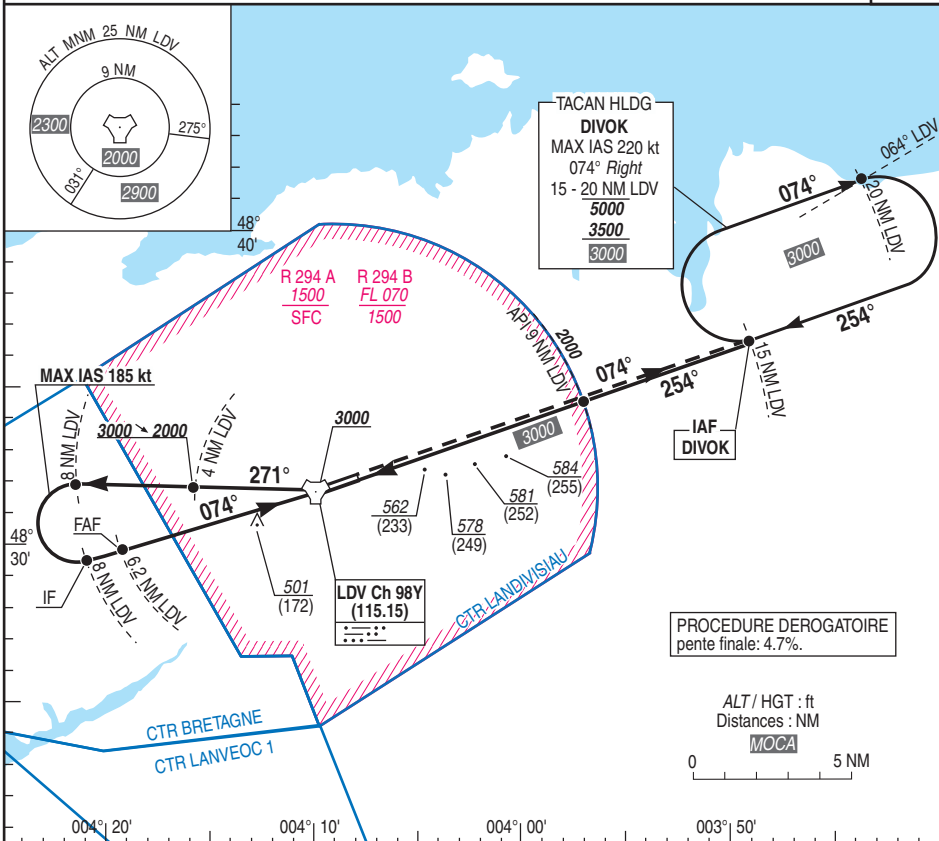 ALT MNM 25 NM LDV
9 NM
2300
275°
2000
031°
2900
TACAN HLDG
DIVOK
MAX IAS 220 kt
074° Right
15 - 20 NM LDV
5000
3500
3000
064° LDV
074°
20 NM LDV
3000
254°
15 NM LDV
48°
40'
R 294 A
1500
SFC
R 294 B
FL 070
1500
API 9 NM LDV
2000
074°
254°
3000
IAF
DIVOK
MAX IAS 185 kt
8 NM LDV
3000 2000
4 NM LDV
3000
271°
074°
FAF
48°
30'
IF
8 NM LDV
6.2 NM LDV
501
(172)
562
(233)
578
(249)
581
(252)
584
(255)
LDV Ch 98Y
(115.15)
CTR LANDIVISIAU
PROCEDURE DEROGATOIRE
pente finale: 4.7%.
ALT / HGT : ft
Distances : NM
MOCA
0 5 NM
CTR BRETAGNE
CTR LANVEOC 1
004° 20'
004° 10'
004° 00'
003° 50'